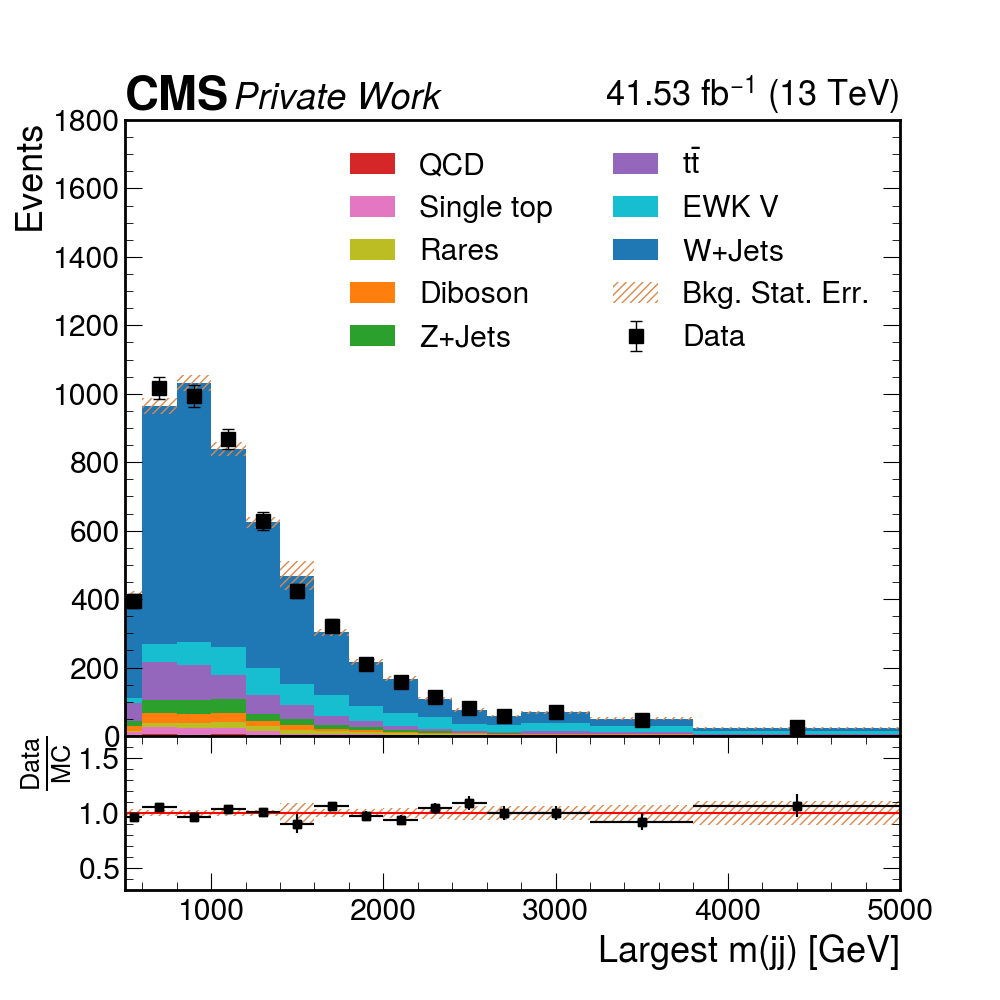 CMS Private Work 41.53 fb⁻¹ (13 TeV)
Events
1800
1600
1400
1200
1000
800
600
400
200
0
QCD
Single top
Rares
Diboson
Z+Jets
tt̄
EWK V
W+Jets
Bkg. Stat. Err.
Data
Data
MC
1.5
1.0
0.5
1000 2000 3000 4000 5000
Largest m(jj) [GeV]